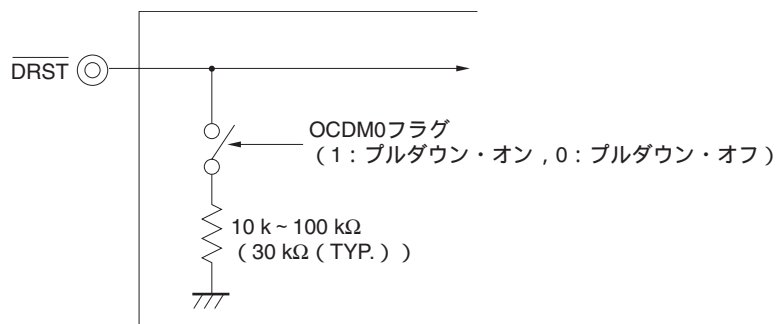 DRST
OCDM0フラグ
(1:プルダウン・オン,0:プルダウン・オフ)
10 k ~ 100 kΩ
(30 kΩ(TYP.))